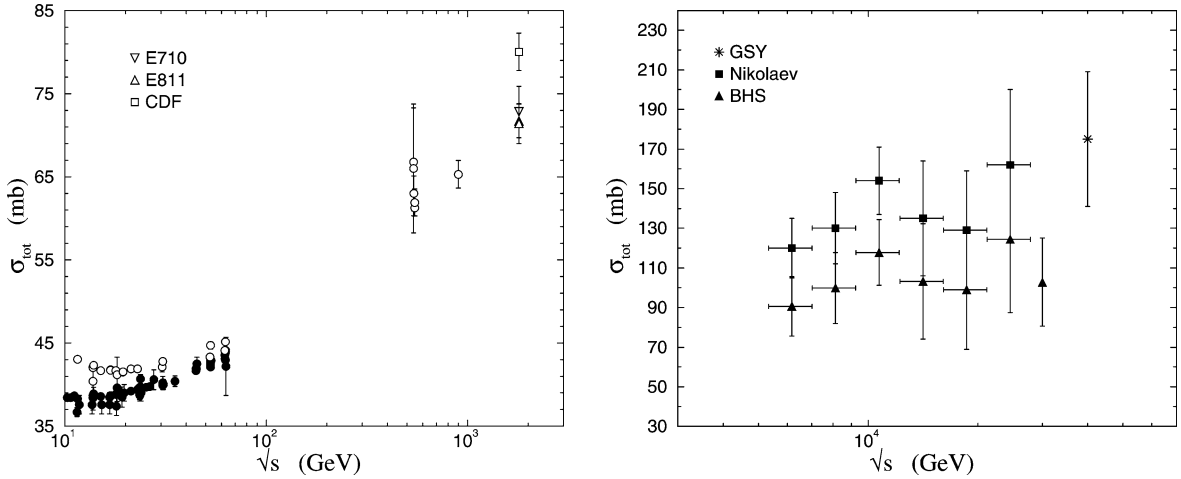 85
75
65
55
45
35
σtot (mb)
E710
E811
CDF
10¹
10²
10³
√s (GeV)
230
210
190
170
150
130
110
90
70
50
30
σtot (mb)
GSY
Nikolaev
BHS
10⁴
√s (GeV)